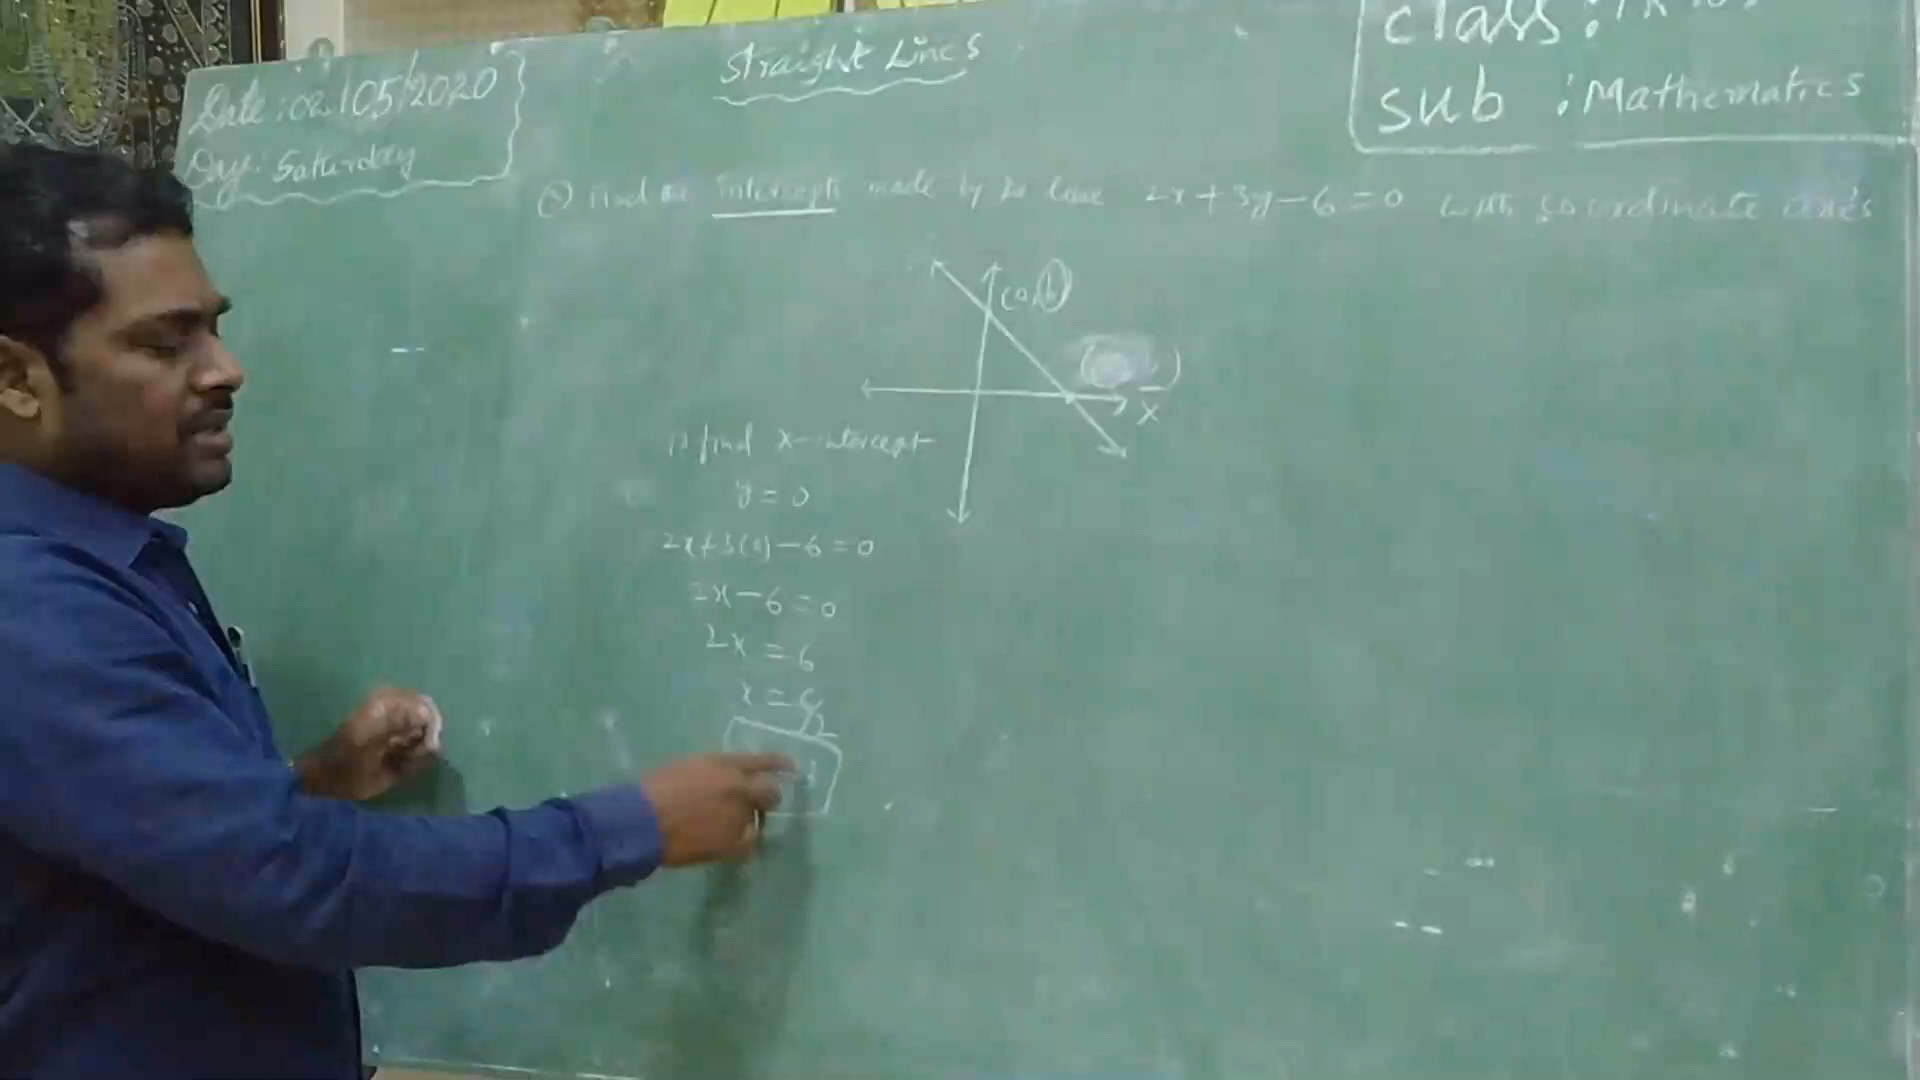 Date : 02/05/2020
Day : Saturday
Straight Lines
class :
sub : Mathematics
Find the intercepts made by the line 2x+3y-6=0 with coordinate axes
(0,b)
x
To find x-intercept
y=0
2x+3(0)-6=0
2x-6=0
2x=6
x=6/2